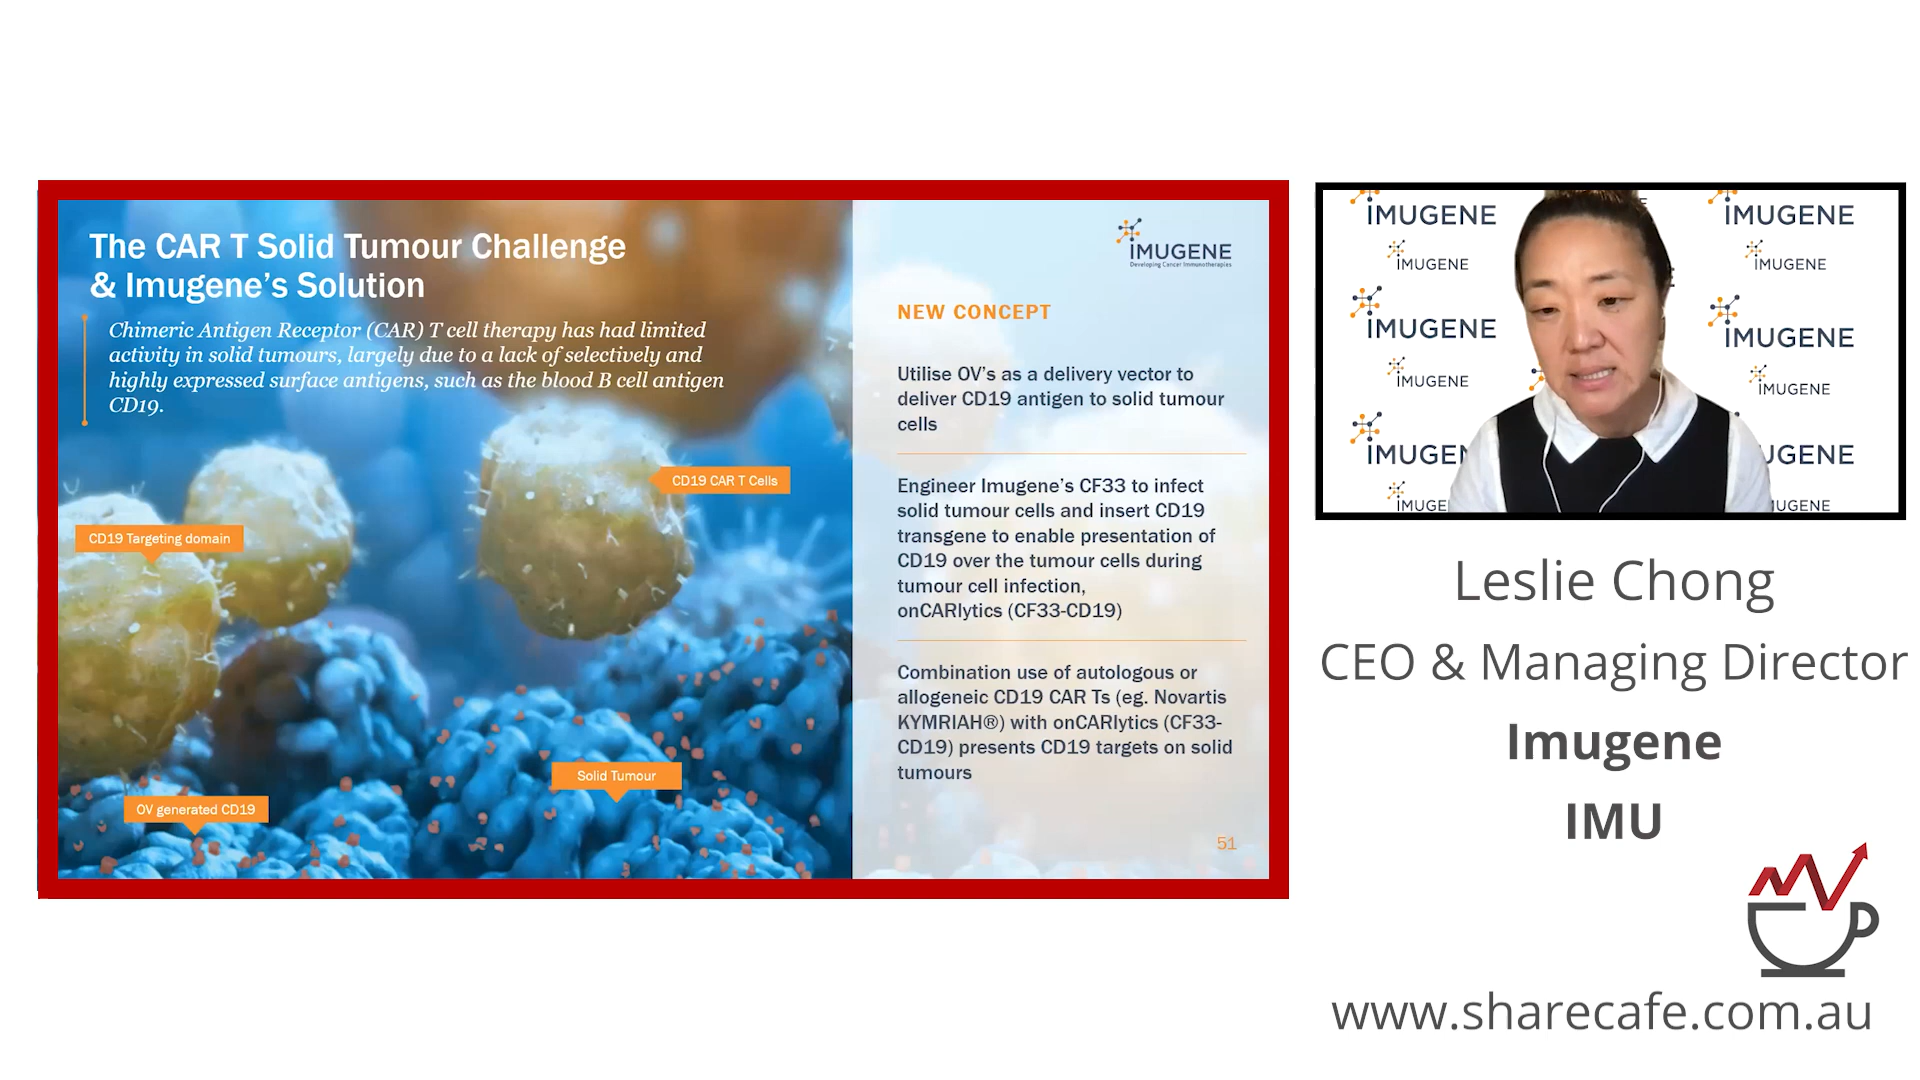 The CAR T Solid Tumour Challenge
& Imugene's Solution
Chimeric Antigen Receptor (CAR) T cell therapy has had limited
activity in solid tumours, largely due to a lack of selectively and
highly expressed surface antigens, such as the blood B cell antigen
CD19.
CD19 CAR T Cells
CD19 Targeting domain
Solid Tumour
OV generated CD19
IMUGENE
Developing Cancer Immunotherapies
NEW CONCEPT
Utilise OV's as a delivery vector to
deliver CD19 antigen to solid tumour
cells
Engineer Imugene's CF33 to infect
solid tumour cells and insert CD19
transgene to enable presentation of
CD19 over the tumour cells during
tumour cell infection,
onCARlytics (CF33-CD19)
Combination use of autologous or
allogeneic CD19 CAR Ts (eg. Novartis
KYMRIAH®) with onCARlytics (CF33-
CD19) presents CD19 targets on solid
tumours
51
IMUGENE
IMUGENE
IMUGENE
IMUGENE
IMUGENE
IMUGENE
IMUGENE
IMUGENE
IMUGEN
UGENE
IMUGE
UGENE
Leslie Chong
CEO & Managing Director
Imugene
IMU
www.sharecafe.com.au